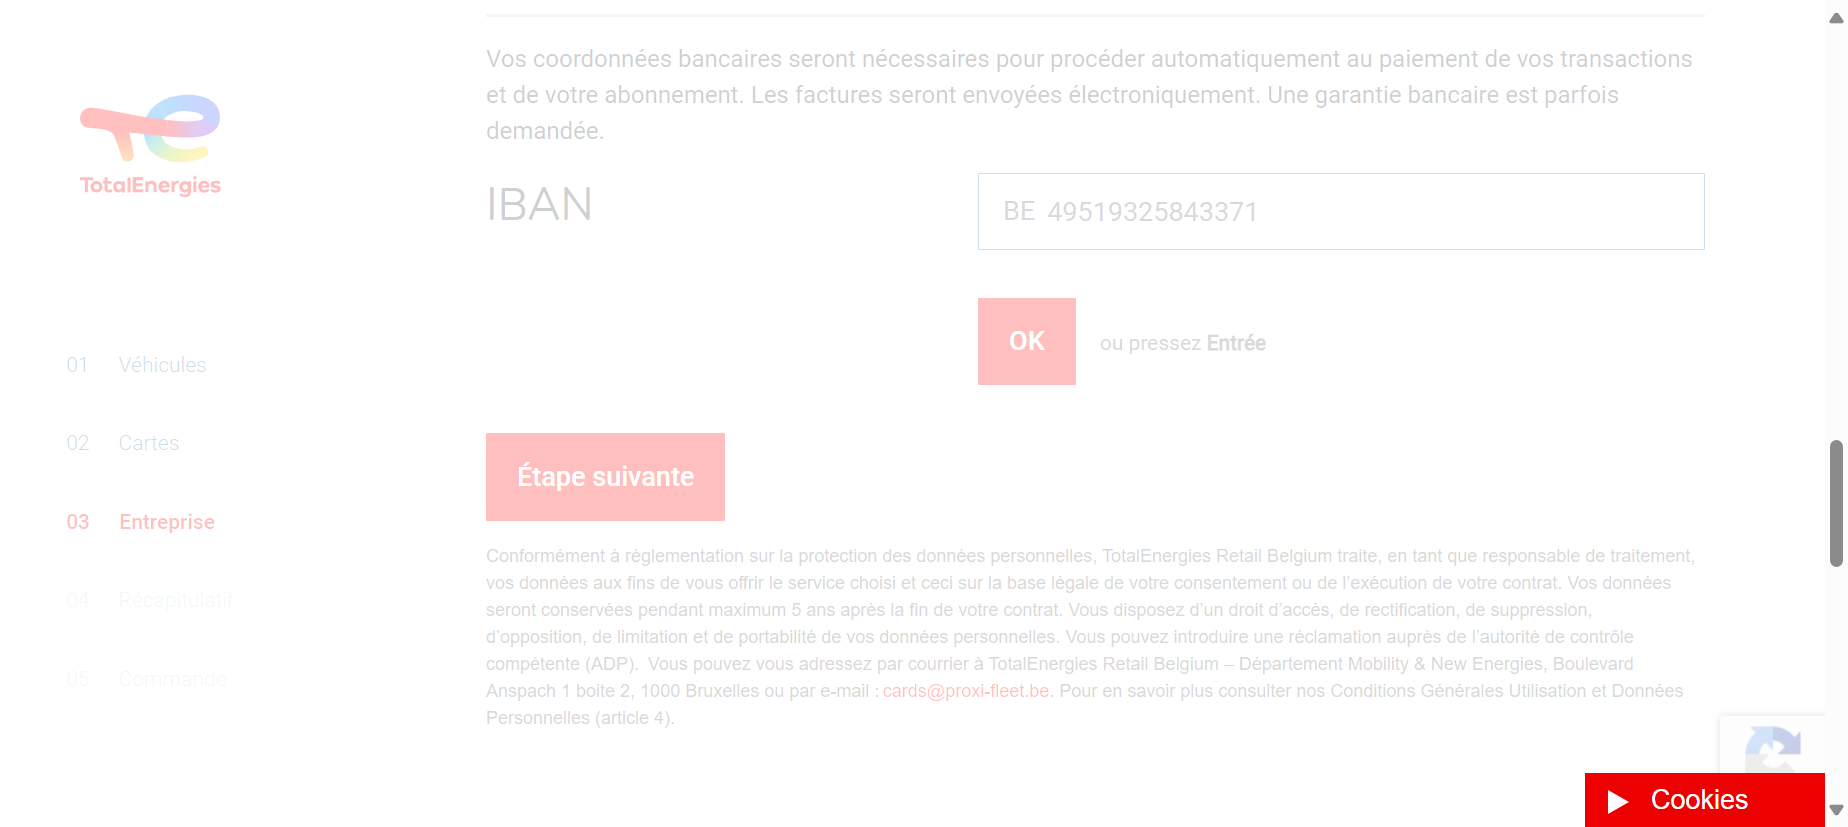 Vos coordonnées bancaires seront nécessaires pour procéder automatiquement au paiement de vos transactions
et de votre abonnement. Les factures seront envoyées électroniquement. Une garantie bancaire est parfois
demandée.
TotalEnergies
IBAN
BE 49519325843371
OK
ou pressez Entrée
01 Véhicules
02 Cartes
03 Entreprise
04 Récapitulatif
05 Commande
Étape suivante
Conformément à réglementation sur la protection des données personnelles, TotalEnergies Retail Belgium traite, en tant que responsable de traitement,
vos données aux fins de vous offrir le service choisi et ceci sur la base légale de votre consentement ou de l’exécution de votre contrat. Vos données
seront conservées pendant maximum 5 ans après la fin de votre contrat. Vous disposez d’un droit d’accès, de rectification, de suppression,
d’opposition, de limitation et de portabilité de vos données personnelles. Vous pouvez introduire une réclamation auprès de l’autorité de contrôle
compétente (ADP). Vous pouvez vous adressez par courrier à TotalEnergies Retail Belgium – Département Mobility & New Energies, Boulevard
Anspach 1 boite 2, 1000 Bruxelles ou par e-mail : cards@proxi-fleet.be. Pour en savoir plus consulter nos Conditions Générales Utilisation et Données
Personnelles (article 4).
Cookies